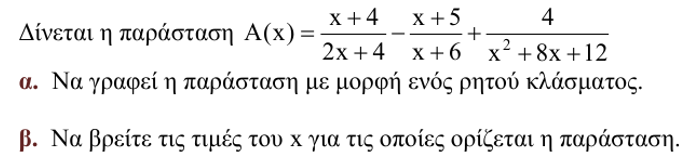 Δίνεται η παράσταση A(x) = \frac{x+4}{2x+4} - \frac{x+5}{x+6} + \frac{4}{x^2+8x+12}
α. Να γραφεί η παράσταση με μορφή ενός ρητού κλάσματος.
β. Να βρείτε τις τιμές του x για τις οποίες ορίζεται η παράσταση.